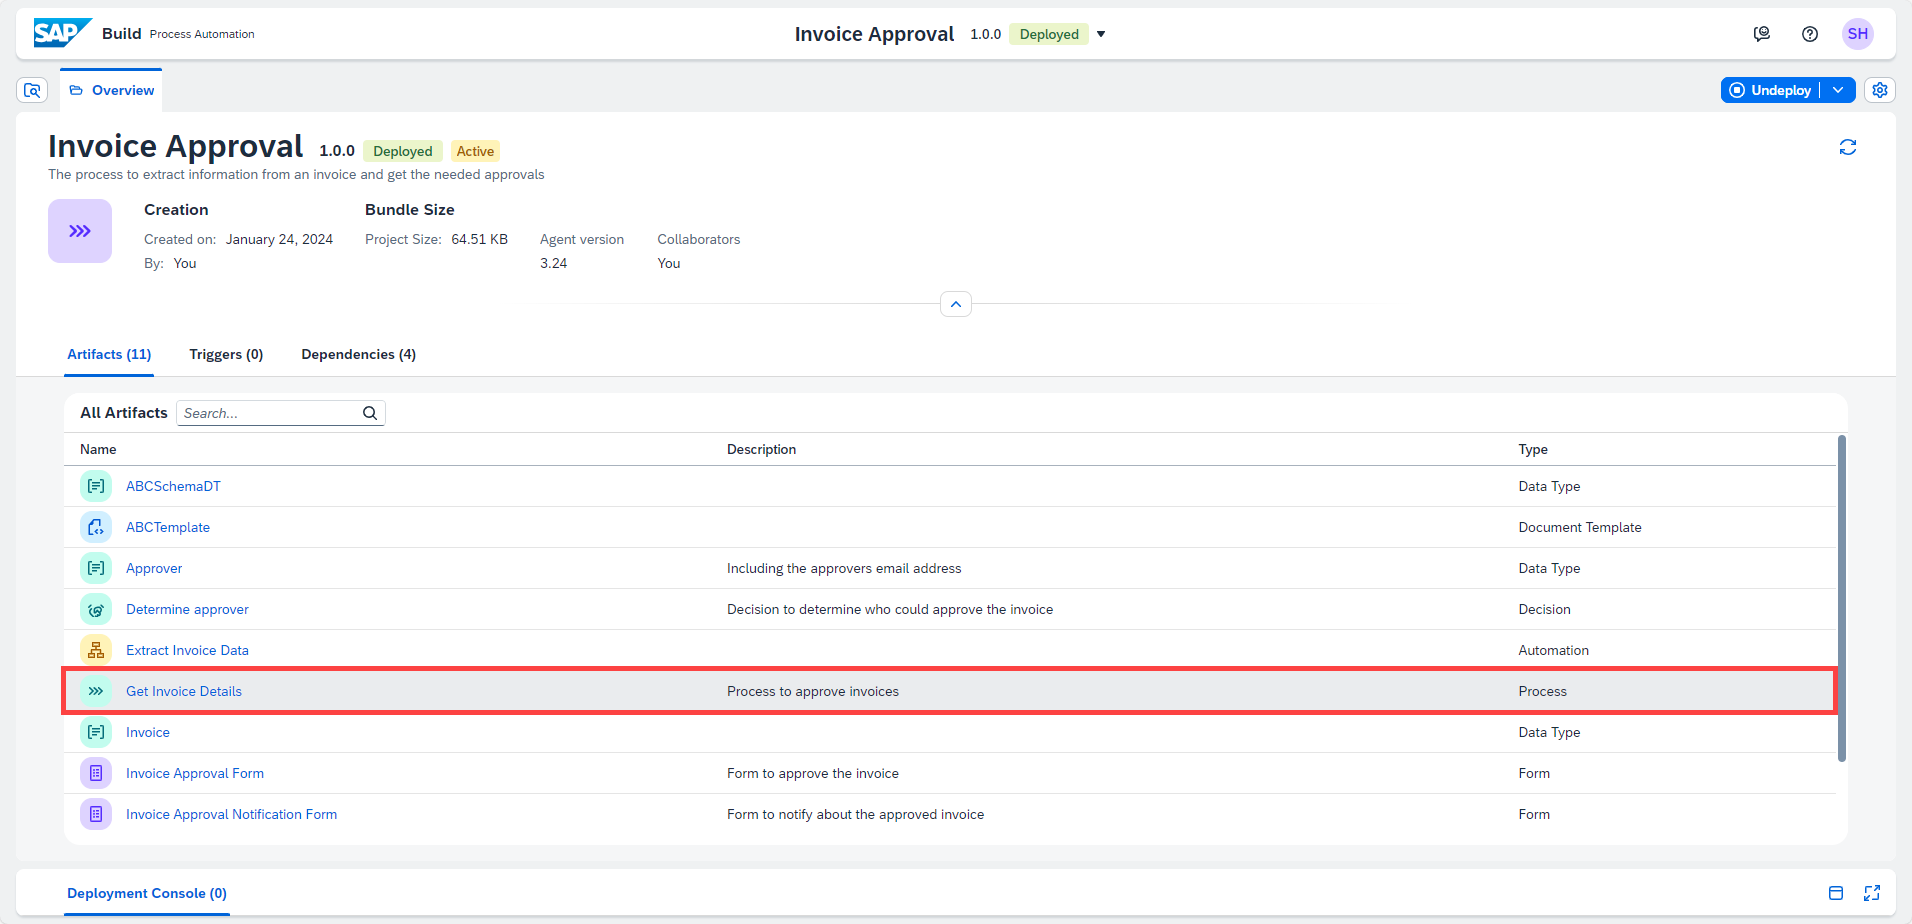 SAP Build Process Automation
Invoice Approval 1.0.0 Deployed
SH
Overview
Undeploy
Invoice Approval 1.0.0 Deployed Active
The process to extract information from an invoice and get the needed approvals
Creation Bundle Size
Created on: January 24, 2024 Project Size: 64.51 KB Agent version Collaborators
By: You 3.24 You
Artifacts (11) Triggers (0) Dependencies (4)
All Artifacts Search...
Name Description Type
ABCSchemaDT Data Type
ABCTemplate Document Template
Approver Including the approvers email address Data Type
Determine approver Decision to determine who could approve the invoice Decision
Extract Invoice Data Automation
Get Invoice Details Process to approve invoices Process
Invoice Data Type
Invoice Approval Form Form to approve the invoice Form
Invoice Approval Notification Form Form to notify about the approved invoice Form
Deployment Console (0)